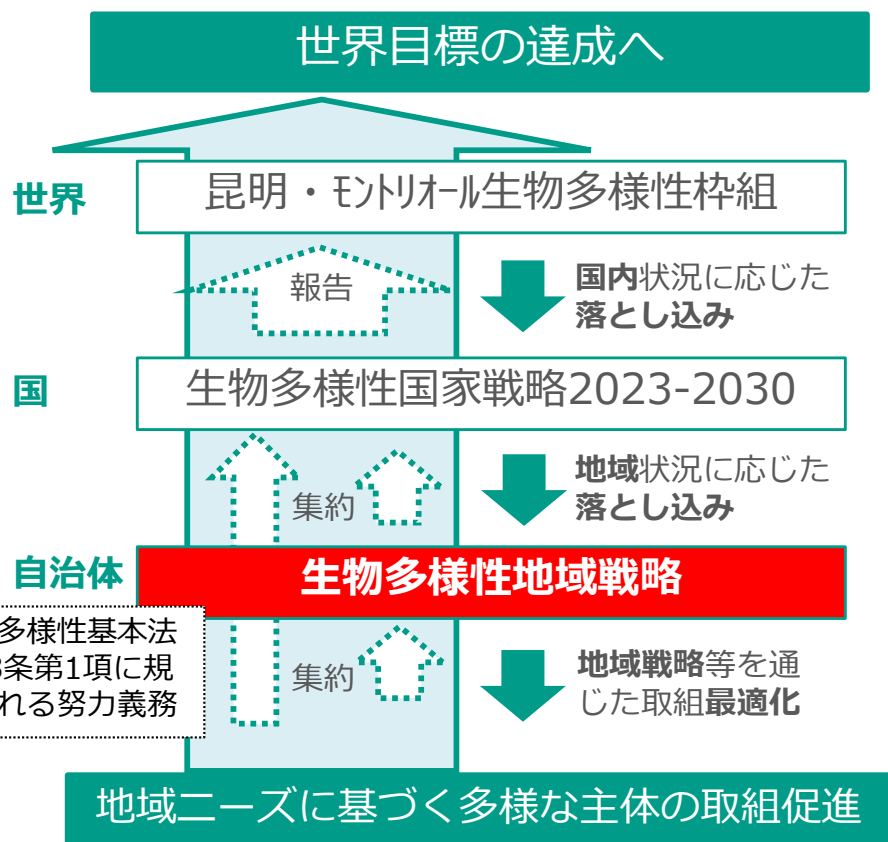 世界目標の達成へ
世界
昆明・ﾓﾝﾄﾘｵｰﾙ生物多様性枠組
報告
国内状況に応じた
落とし込み
国
生物多様性国家戦略2023-2030
集約
地域状況に応じた
落とし込み
自治体
生物多様性地域戦略
多様性基本法
条第1項に規
れる努力義務
集約
地域戦略等を通
じた取組最適化
地域ニーズに基づく多様な主体の取組促進